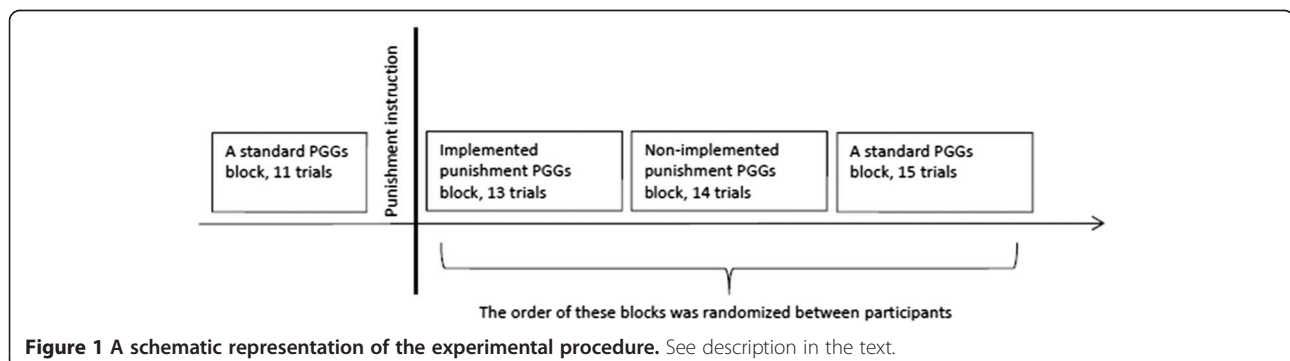 A standard PGGs
block, 11 trials
Punishment instruction
Implemented
punishment PGGs
block, 13 trials
Non-implemented
punishment PGGs
block, 14 trials
A standard PGGs
block, 15 trials
The order of these blocks was randomized between participants
Figure 1 A schematic representation of the experimental procedure. See description in the text.